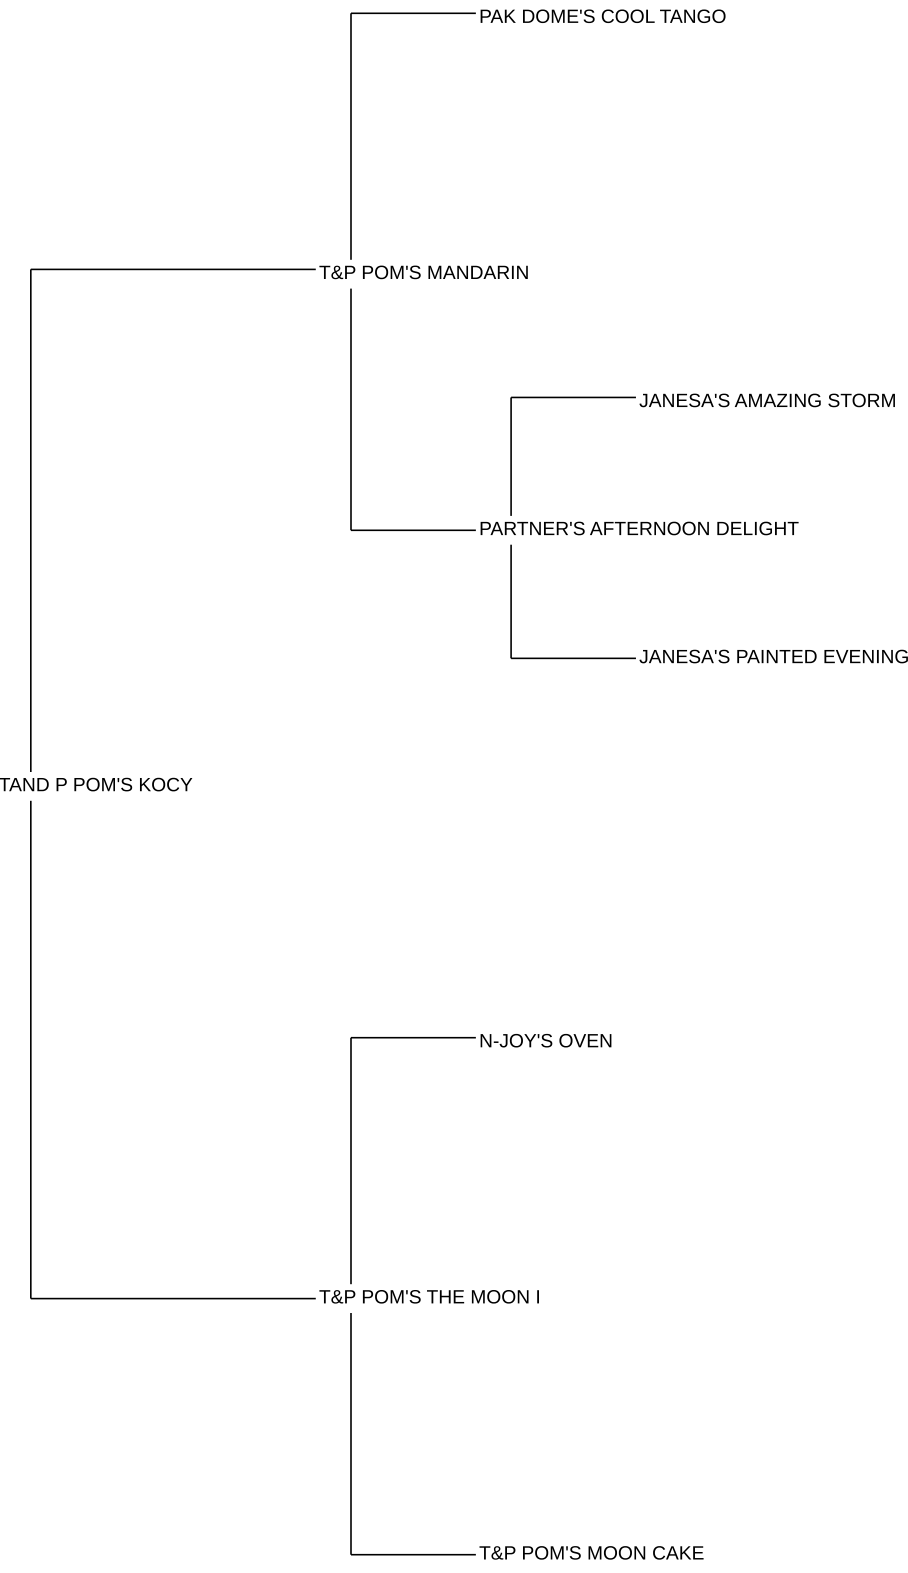 PAK DOME'S COOL TANGO
T&P POM'S MANDARIN
JANESA'S AMAZING STORM
PARTNER'S AFTERNOON DELIGHT
JANESA'S PAINTED EVENING
TAND P POM'S KOCY
N-JOY'S OVEN
T&P POM'S THE MOON I
T&P POM'S MOON CAKE